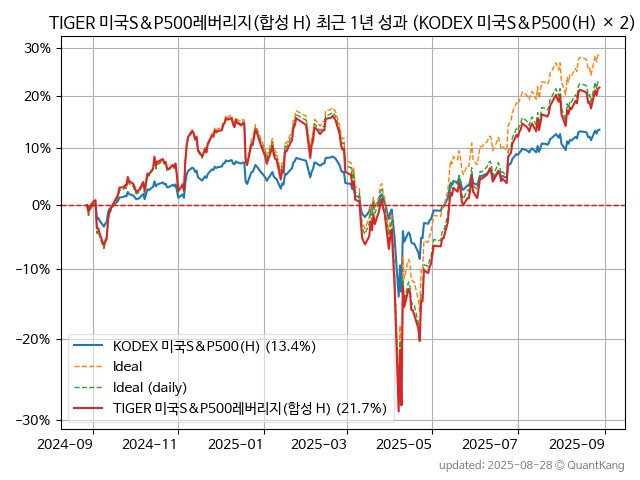 TIGER 미국S&P500레버리지(합성 H) 최근 1년 성과 (KODEX 미국S&P500(H) × 2)
30%
20%
10%
0%
−10%
−20%
−30%
KODEX 미국S&P500(H) (13.4%)
Ideal
Ideal (daily)
TIGER 미국S&P500레버리지(합성 H) (21.7%)
2024-09 2024-11 2025-01 2025-03 2025-05 2025-07 2025-09
updated: 2025-08-28 © QuantKang